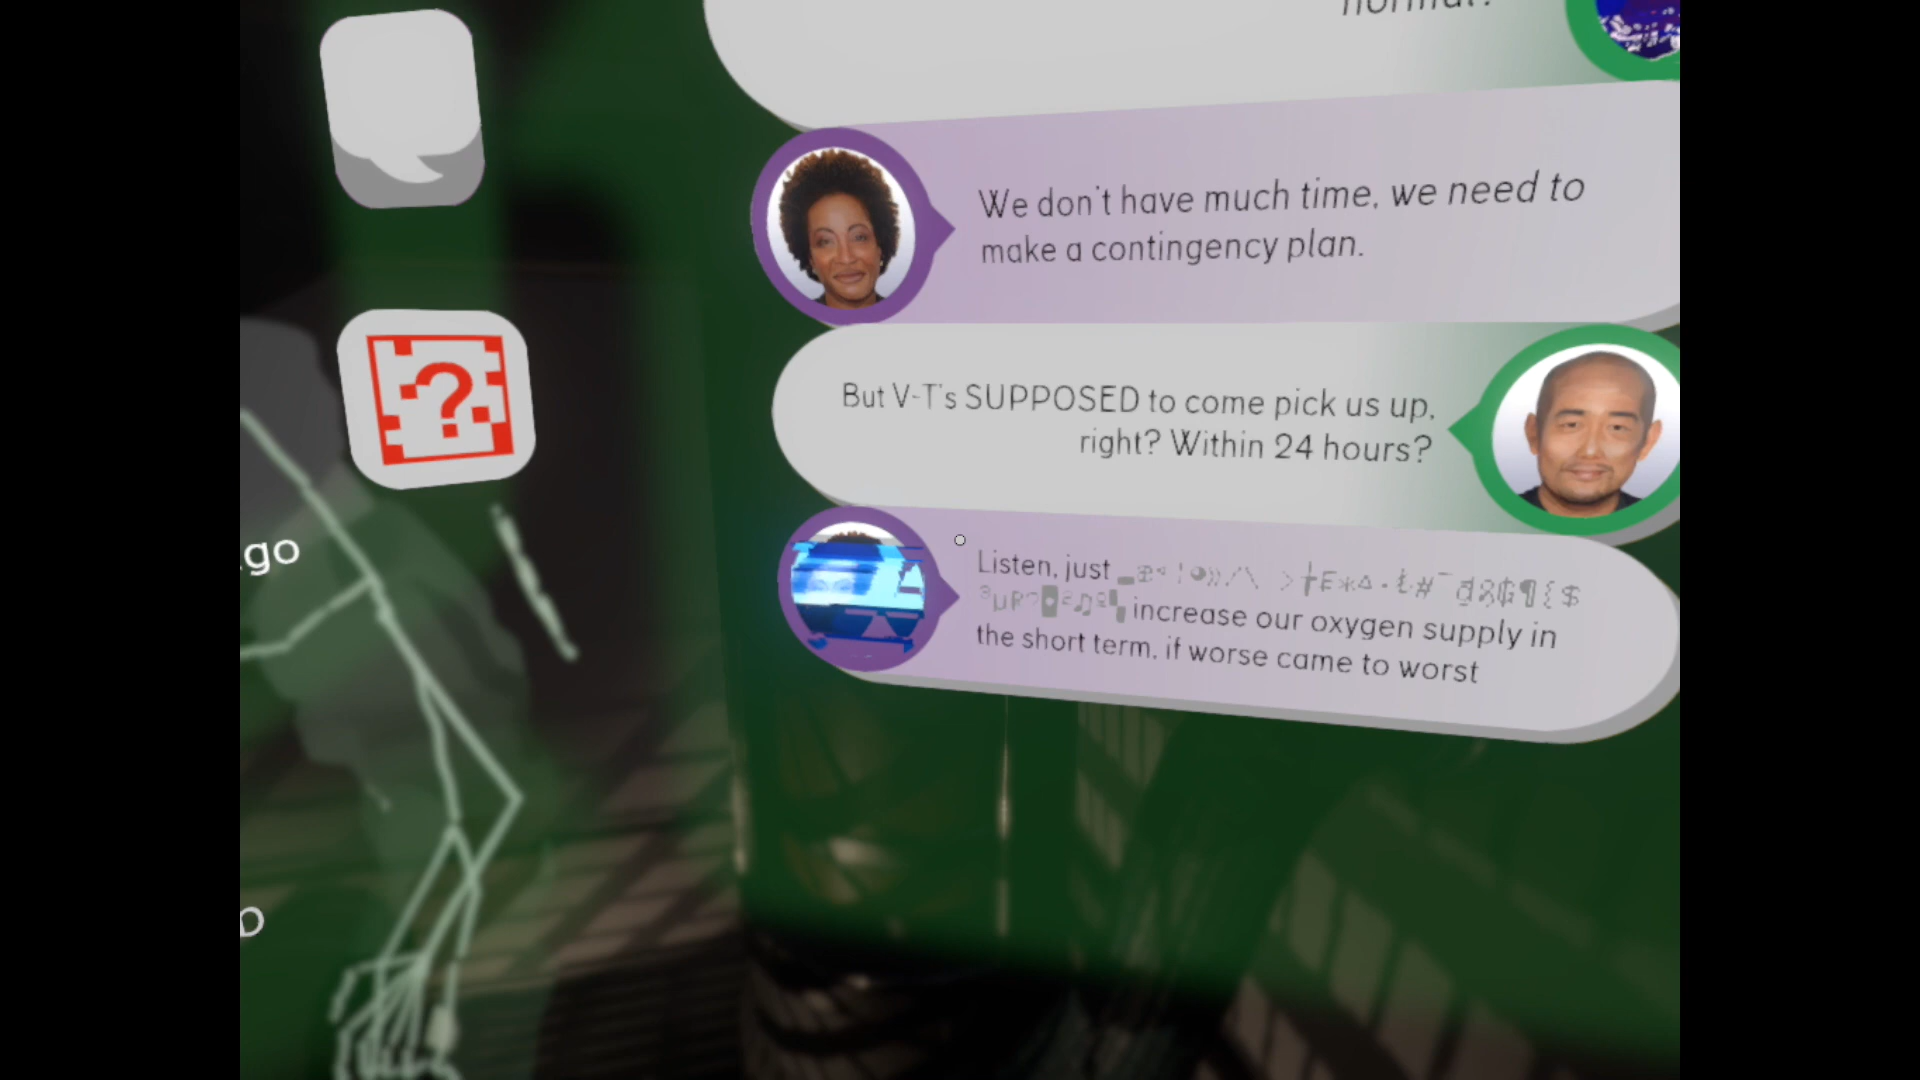 normal?
We don't have much time, we need to
make a contingency plan.
But V-T's SUPPOSED to come pick us up,
right? Within 24 hours?
?
go
Listen, just
increase our oxygen supply in
the short term, if worse came to worst